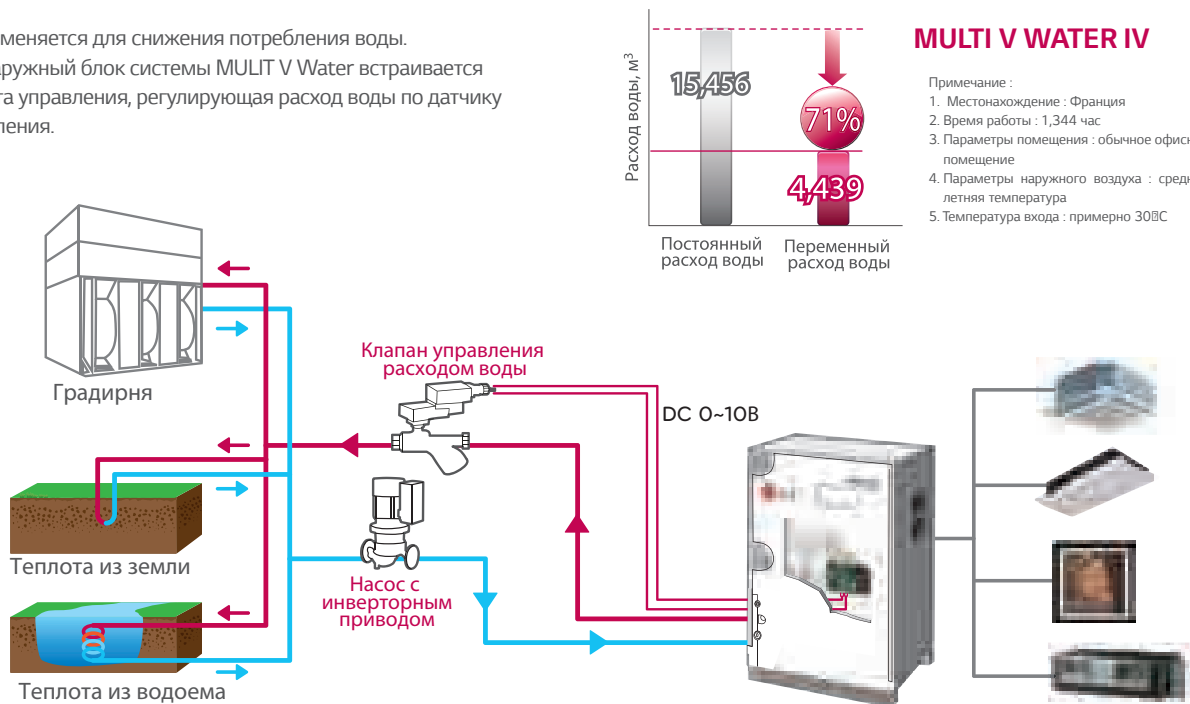 меняется для снижения потребления воды.
аружный блок системы MULIT V Water встраивается
та управления, регулирующая расход воды по датчику
ления.
Расход воды, м³
15,456
71%
4,439
Постоянный
расход воды
Переменный
расход воды
MULTI V WATER IV
Примечание :
1. Местонахождение : Франция
2. Время работы : 1,344 час
3. Параметры помещения : обычное офисн
помещение
4. Параметры наружного воздуха : средн
летняя температура
5. Температура входа : примерно 30⍰C
Градирня
Клапан управления
расходом воды
DC 0~10В
Теплота из земли
Насос с
инверторным
приводом
Теплота из водоема